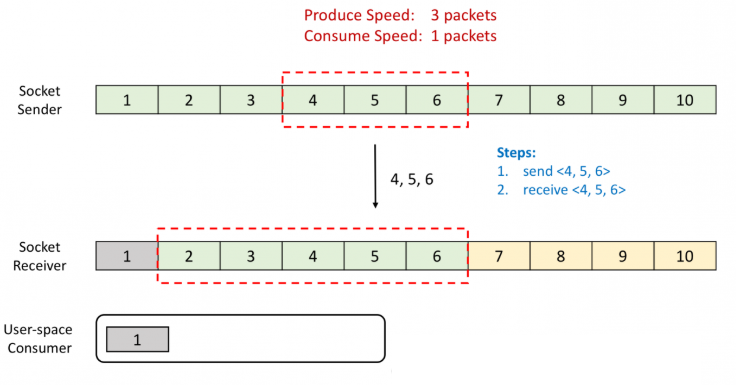 Produce Speed: 3 packets
Consume Speed: 1 packets
Socket
Sender
1 2 3 4 5 6 7 8 9 10
4, 5, 6
Steps:
1. send <4, 5, 6>
2. receive <4, 5, 6>
Socket
Receiver
1 2 3 4 5 6 7 8 9 10
User-space
Consumer
1